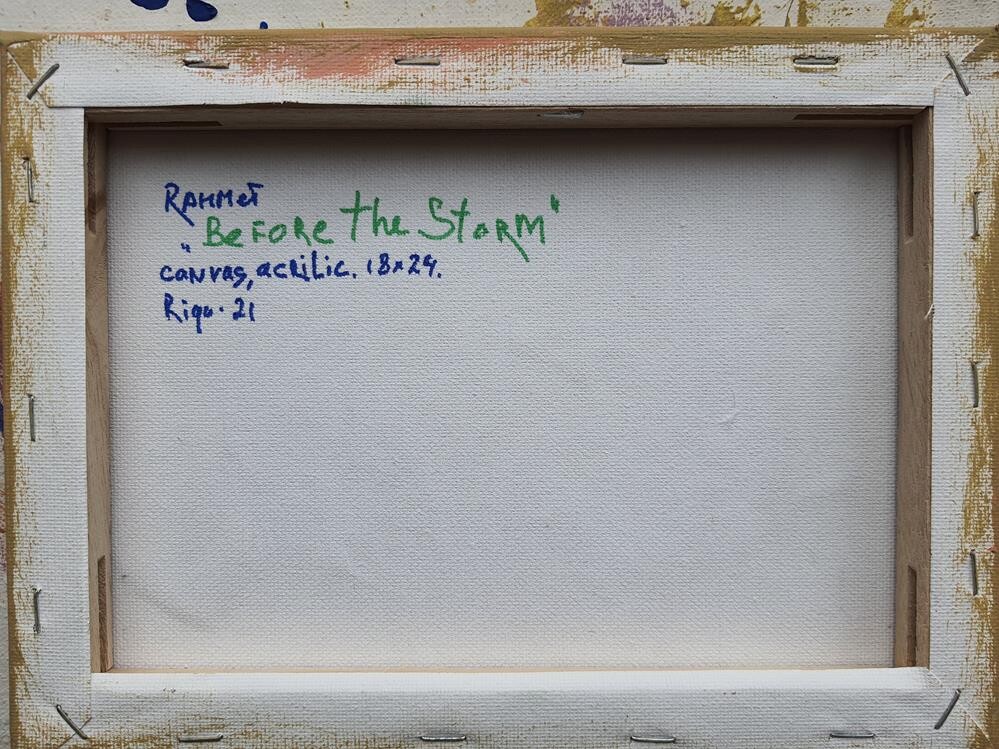 RAHMeT
"BeFORe the StoRM"
canvas, acrilic. 18x24.
Riga. 21